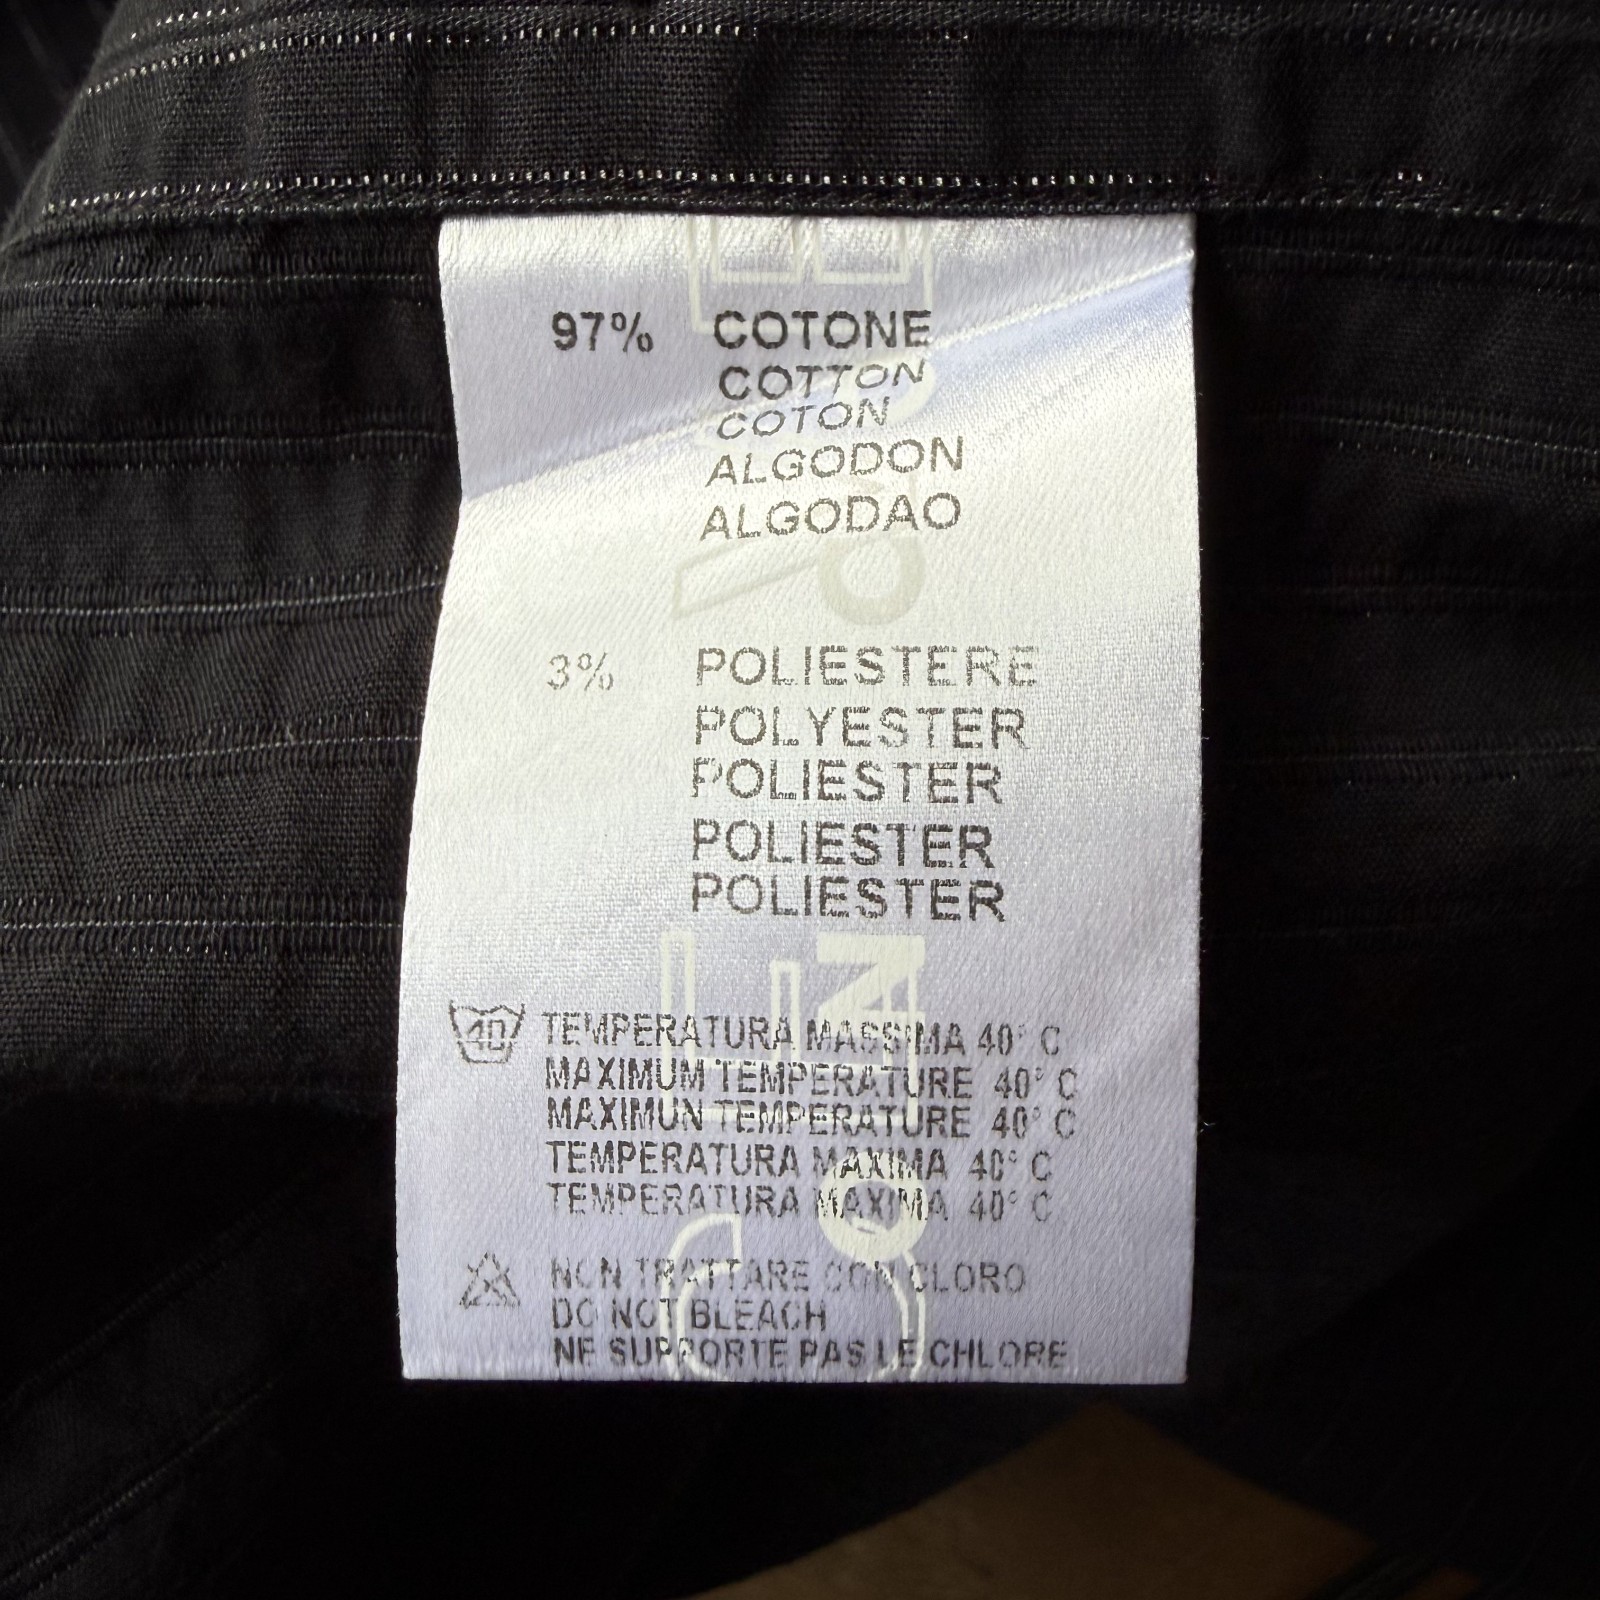 97% COTONE
COTTON
COTON
ALGODON
ALGODAO
3% POLIESTERE
POLYESTER
POLIESTER
POLIESTER
POLIESTER
40 TEMPERATURA MASSIMA 40° C
MAXIMUM TEMPERATURE 40° C
MAXIMUN TEMPERATURE 40° C
TEMPERATURA MAXIMA 40° C
TEMPERATURA MAXIMA 40° C
NON TRATTARE CON CLORO
DO NOT BLEACH
NE SUPPORTE PAS LE CHLORE